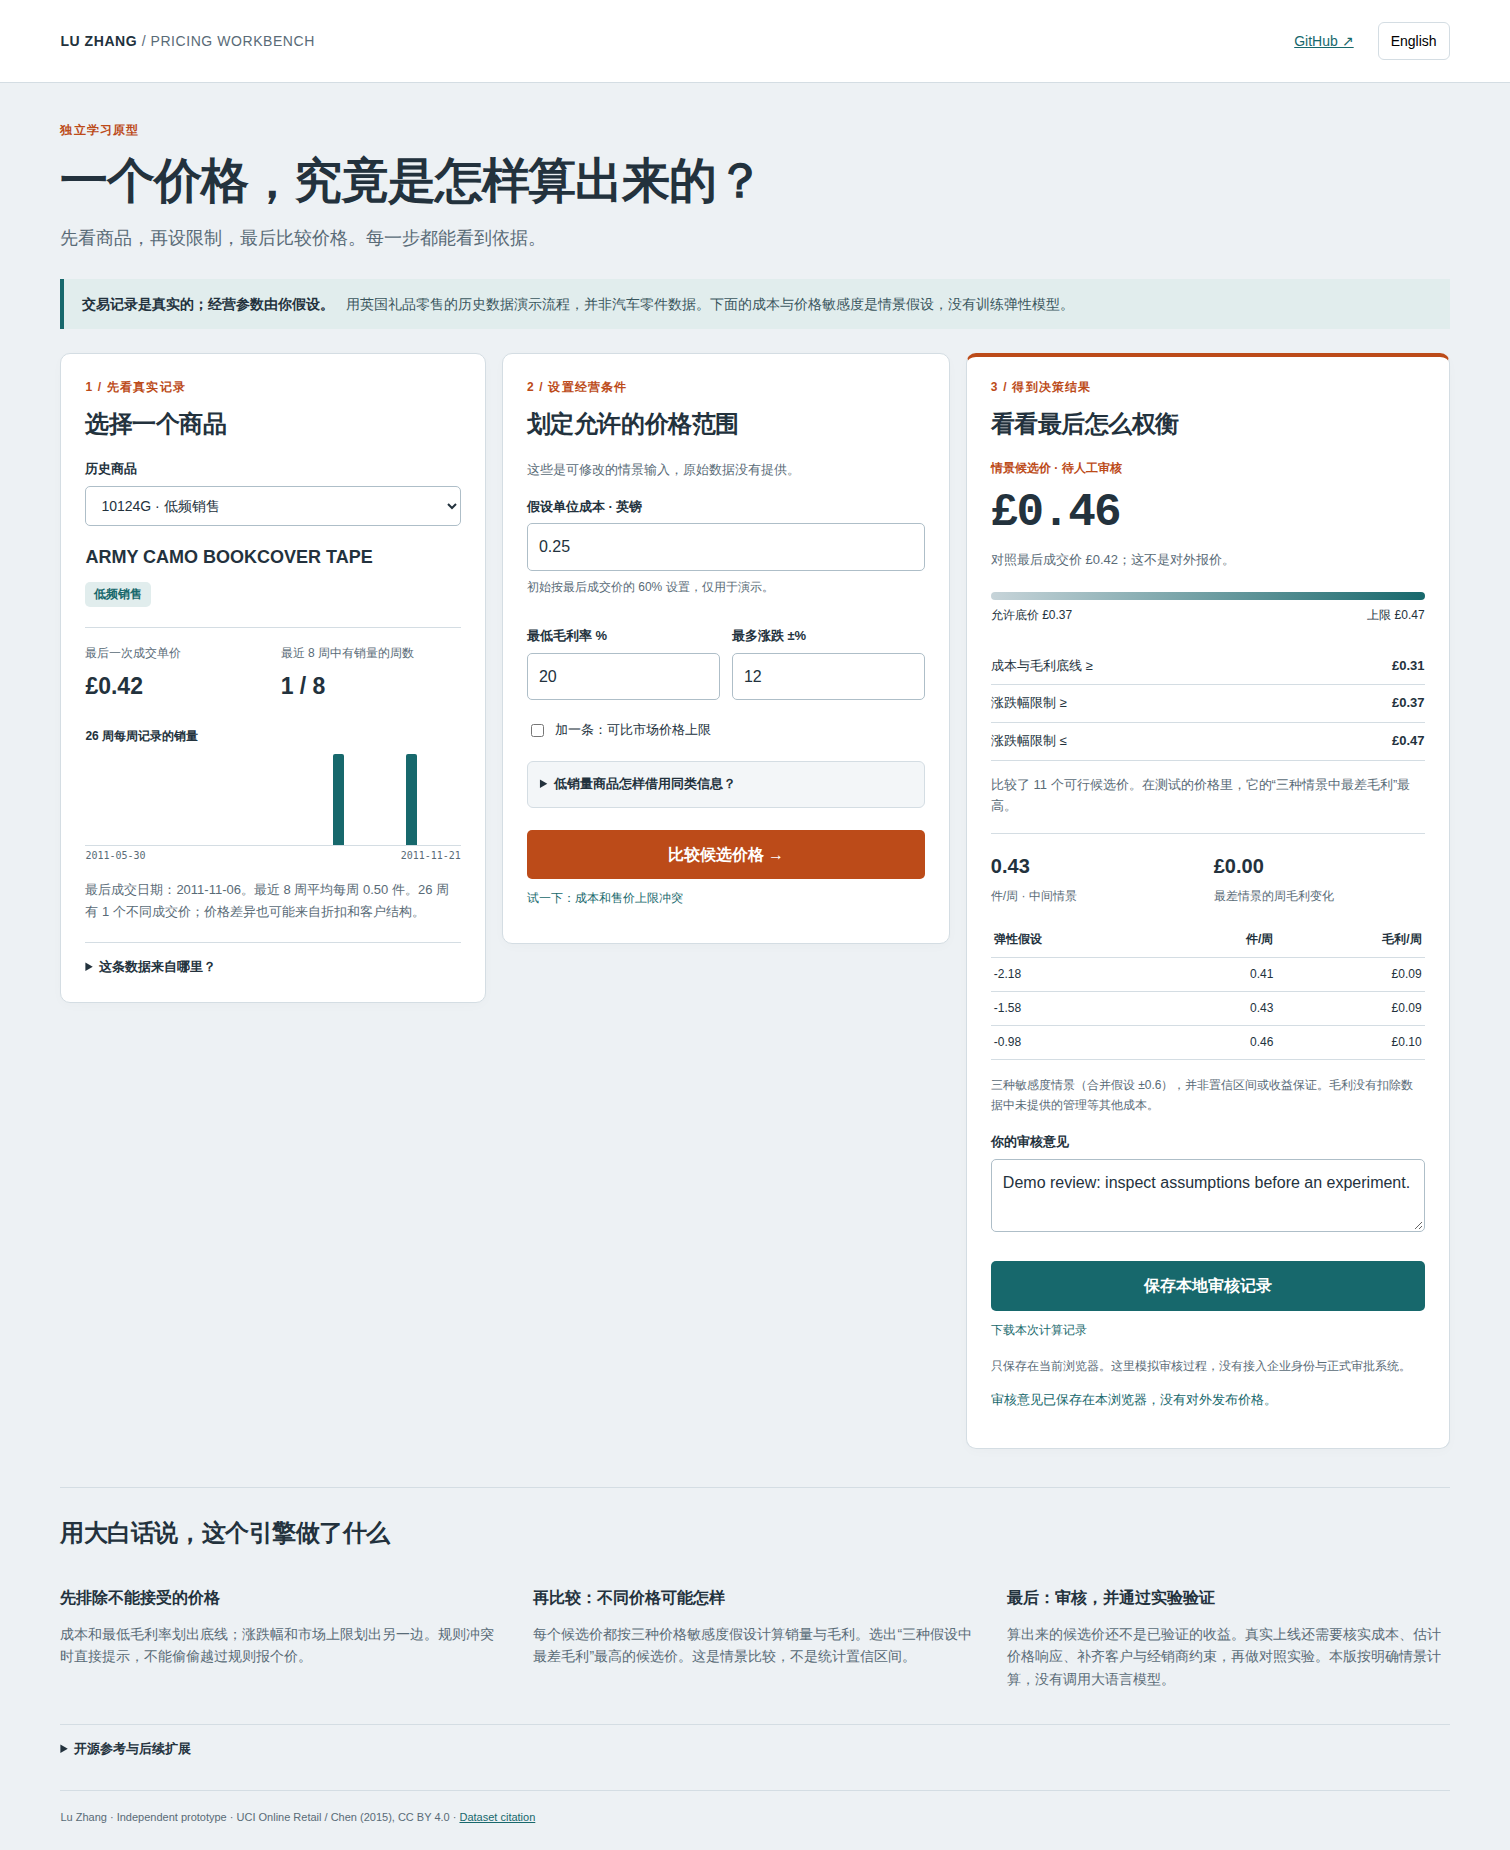 LU ZHANG / PRICING WORKBENCH
GitHub ↗
English
独立学习原型
一个价格，究竟是怎样算出来的？
先看商品，再设限制，最后比较价格。每一步都能看到依据。
交易记录是真实的；经营参数由你假设。 用英国礼品零售的历史数据演示流程，并非汽车零件数据。下面的成本与价格敏感度是情景假设，没有训练弹性模型。
1 / 先看真实记录
选择一个商品
历史商品
10124G · 低频销售
ARMY CAMO BOOKCOVER TAPE
低频销售
最后一次成交单价
最近 8 周中有销量的周数
£0.42
1 / 8
26 周每周记录的销量
2011-05-30
2011-11-21
最后成交日期：2011-11-06。最近 8 周平均每周 0.50 件。26 周
有 1 个不同成交价；价格差异也可能来自折扣和客户结构。
▶ 这条数据来自哪里？
2 / 设置经营条件
划定允许的价格范围
这些是可修改的情景输入，原始数据没有提供。
假设单位成本 · 英镑
0.25
初始按最后成交价的 60% 设置，仅用于演示。
最低毛利率 %
最多涨跌 ±%
20
12
加一条：可比市场价格上限
▶ 低销量商品怎样借用同类信息？
比较候选价格 →
试一下：成本和售价上限冲突
3 / 得到决策结果
看看最后怎么权衡
情景候选价 · 待人工审核
£0.46
对照最后成交价 £0.42；这不是对外报价。
允许底价 £0.37
上限 £0.47
成本与毛利底线 ≥ £0.31
涨跌幅限制 ≥ £0.37
涨跌幅限制 ≤ £0.47
比较了 11 个可行候选价。在测试的价格里，它的“三种情景中最差毛利”最
高。
0.43
£0.00
件/周 · 中间情景
最差情景的周毛利变化
弹性假设 件/周 毛利/周
-2.18 0.41 £0.09
-1.58 0.43 £0.09
-0.98 0.46 £0.10
三种敏感度情景（合并假设 ±0.6），并非置信区间或收益保证。毛利没有扣除数
据中未提供的管理等其他成本。
你的审核意见
Demo review: inspect assumptions before an experiment.
保存本地审核记录
下载本次计算记录
只保存在当前浏览器。这里模拟审核过程，没有接入企业身份与正式审批系统。
审核意见已保存在本浏览器，没有对外发布价格。
用大白话说，这个引擎做了什么
先排除不能接受的价格
成本和最低毛利率划出底线；涨跌幅和市场上限划出另一边。规则冲突
时直接提示，不能偷偷越过规则报个价。
再比较：不同价格可能怎样
每个候选价都按三种价格敏感度假设计算销量与毛利。选出“三种假设中
最差毛利”最高的候选价。这是情景比较，不是统计置信区间。
最后：审核，并通过实验验证
算出来的候选价还不是已验证的收益。真实上线还需要核实成本、估计
价格响应、补齐客户与经销商约束，再做对照实验。本版按明确情景计
算，没有调用大语言模型。
▶ 开源参考与后续扩展
Lu Zhang · Independent prototype · UCI Online Retail / Chen (2015), CC BY 4.0 · Dataset citation